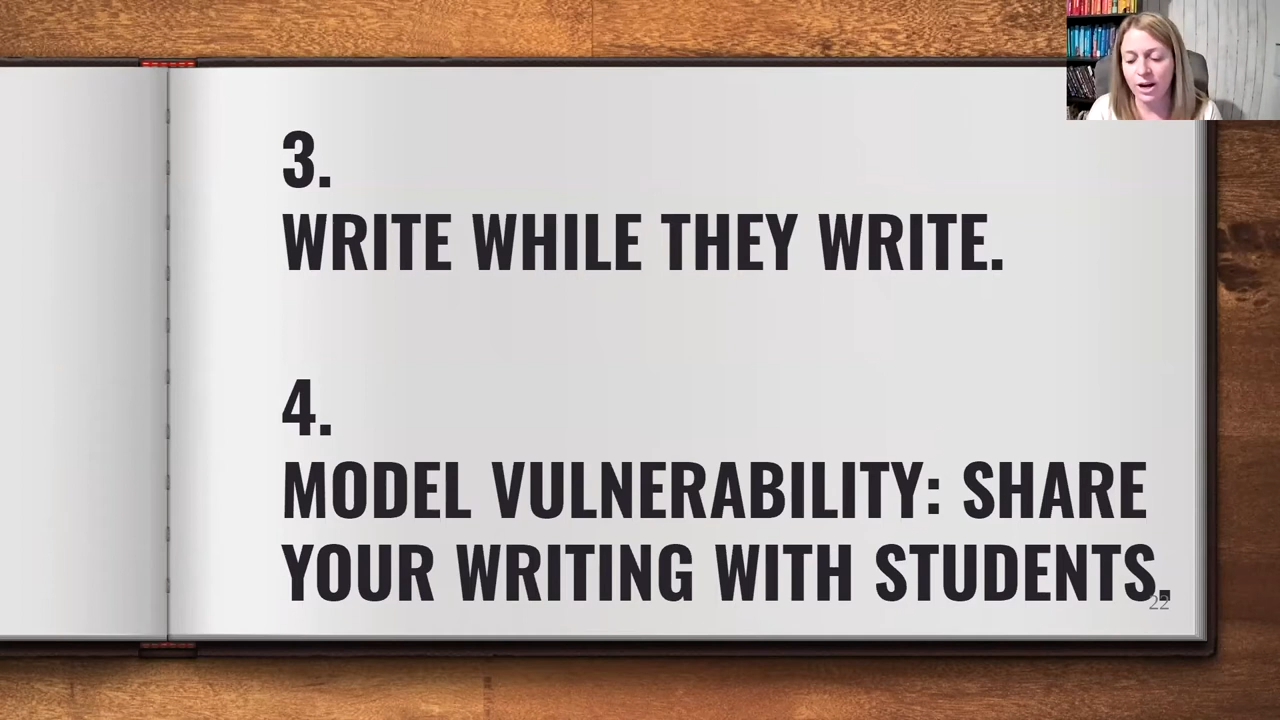 3.
WRITE WHILE THEY WRITE.
4.
MODEL VULNERABILITY: SHARE
YOUR WRITING WITH STUDENTS.
22